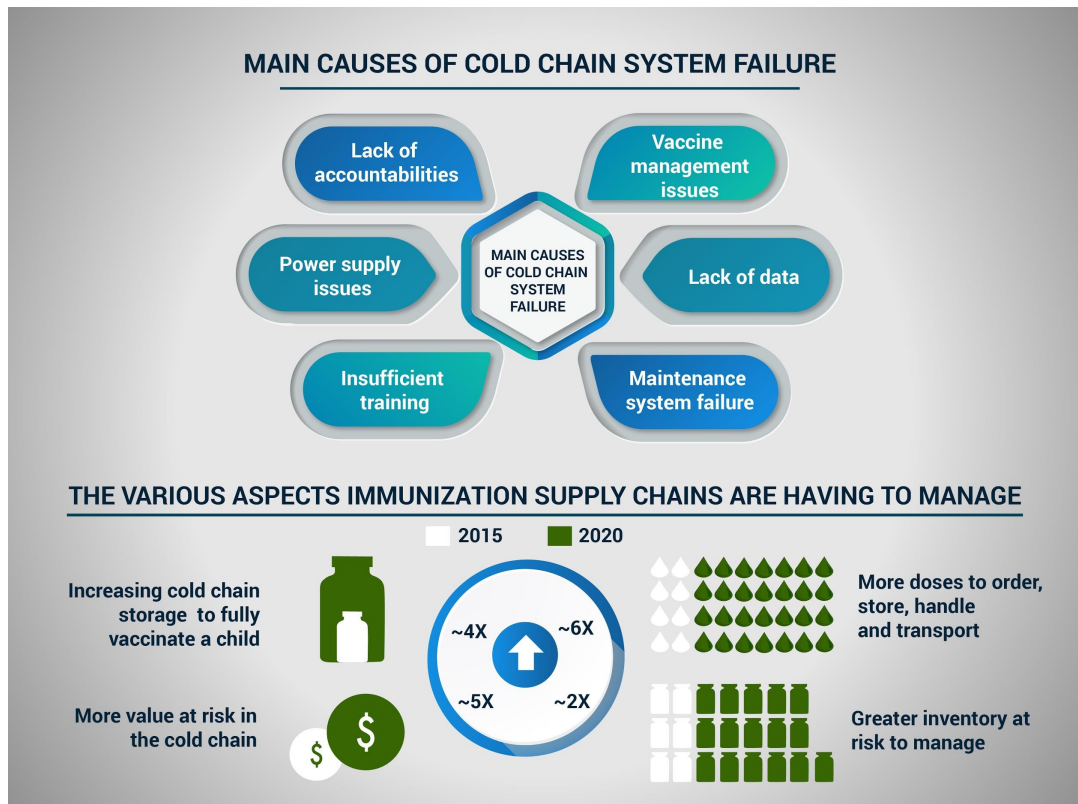 MAIN CAUSES OF COLD CHAIN SYSTEM FAILURE
Lack of
accountabilities
Vaccine
management
issues
Power supply
issues
MAIN CAUSES
OF COLD CHAIN
SYSTEM
FAILURE
Lack of data
Insufficient
training
Maintenance
system failure
THE VARIOUS ASPECTS IMMUNIZATION SUPPLY CHAINS ARE HAVING TO MANAGE
2015
2020
Increasing cold chain
storage to fully
vaccinate a child
~4X
~6X
More doses to order,
store, handle
and transport
More value at risk in
the cold chain
$
$
~5X
~2X
Greater inventory at
risk to manage